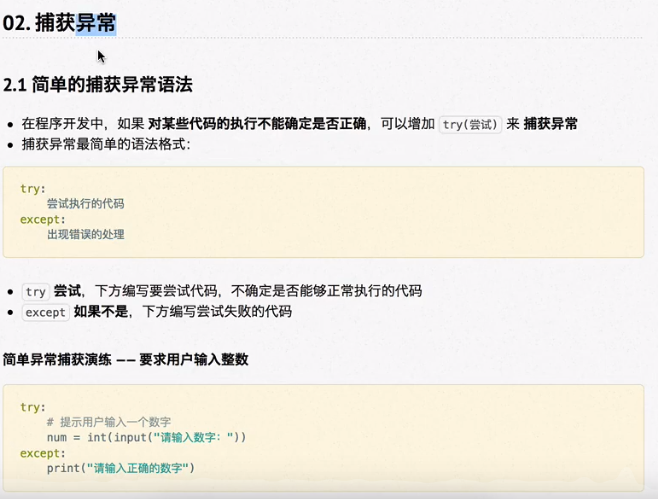 02. 捕获异常
2.1 简单的捕获异常语法
• 在程序开发中，如果 对某些代码的执行不能确定是否正确，可以增加 try(尝试) 来 捕获异常
• 捕获异常最简单的语法格式：
try:
    尝试执行的代码
except:
    出现错误的处理
• try 尝试，下方编写要尝试代码，不确定是否能够正常执行的代码
• except 如果不是，下方编写尝试失败的代码
简单异常捕获演练 —— 要求用户输入整数
try:
    # 提示用户输入一个数字
    num = int(input("请输入数字："))
except:
    print("请输入正确的数字")